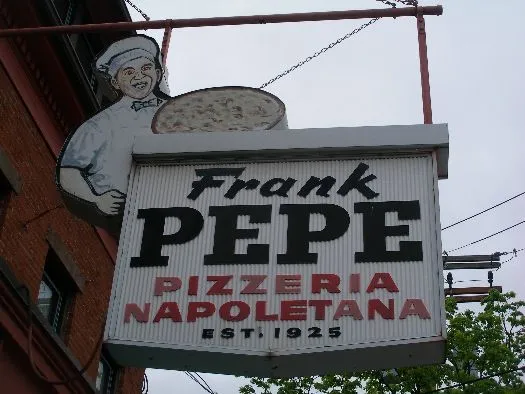 Frank
PEPE
PIZZERIA
NAPOLETANA
EST. 1925